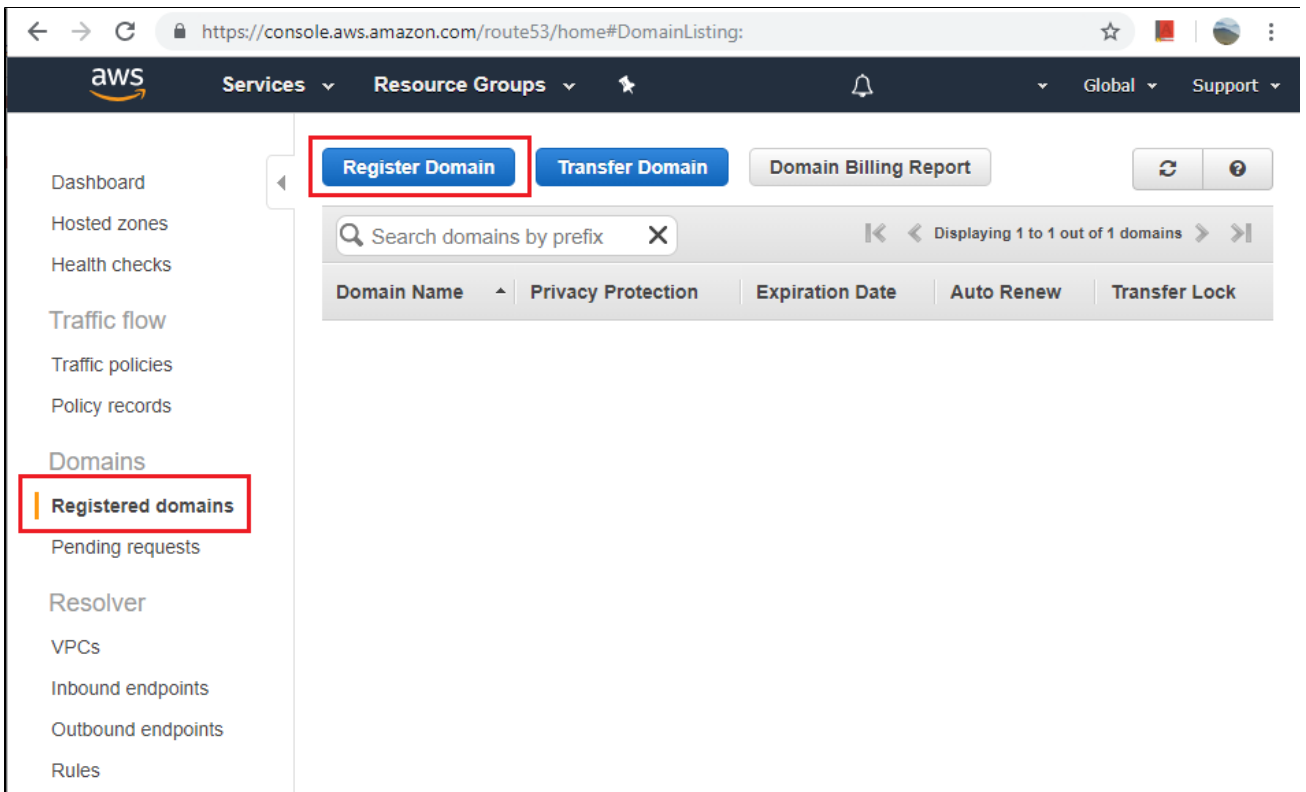 https://console.aws.amazon.com/route53/home#DomainListing:
aws Services Resource Groups Global Support
Register Domain Transfer Domain Domain Billing Report
Dashboard
Hosted zones
Health checks
Traffic flow
Traffic policies
Policy records
Domains
Registered domains
Pending requests
Resolver
VPCs
Inbound endpoints
Outbound endpoints
Rules
Search domains by prefix Displaying 1 to 1 out of 1 domains
Domain Name Privacy Protection Expiration Date Auto Renew Transfer Lock